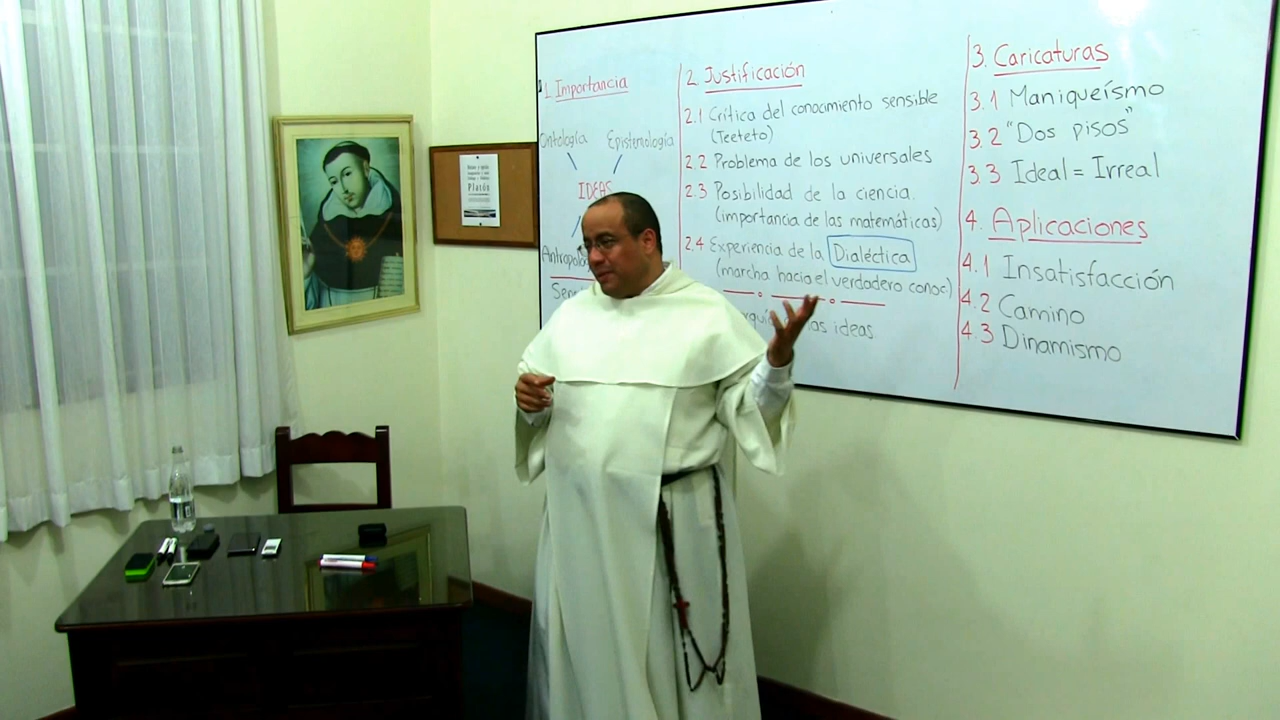 1. Importancia
Ontología Epistemología
IDEAS
2. Justificación
2.1 Crítica del conocimiento sensible
(Teeteto)
2.2 Problema de los universales
2.3 Posibilidad de la ciencia.
(importancia de las matemáticas)
2.4 Experiencia de la Dialéctica
(marcha hacia el verdadero conoc)
las ideas.
3. Caricaturas
3.1 Maniqueísmo
3.2 "Dos pisos"
3.3 Ideal = Irreal
4. Aplicaciones
4.1 Insatisfacción
4.2 Camino
4.3 Dinamismo
Platón